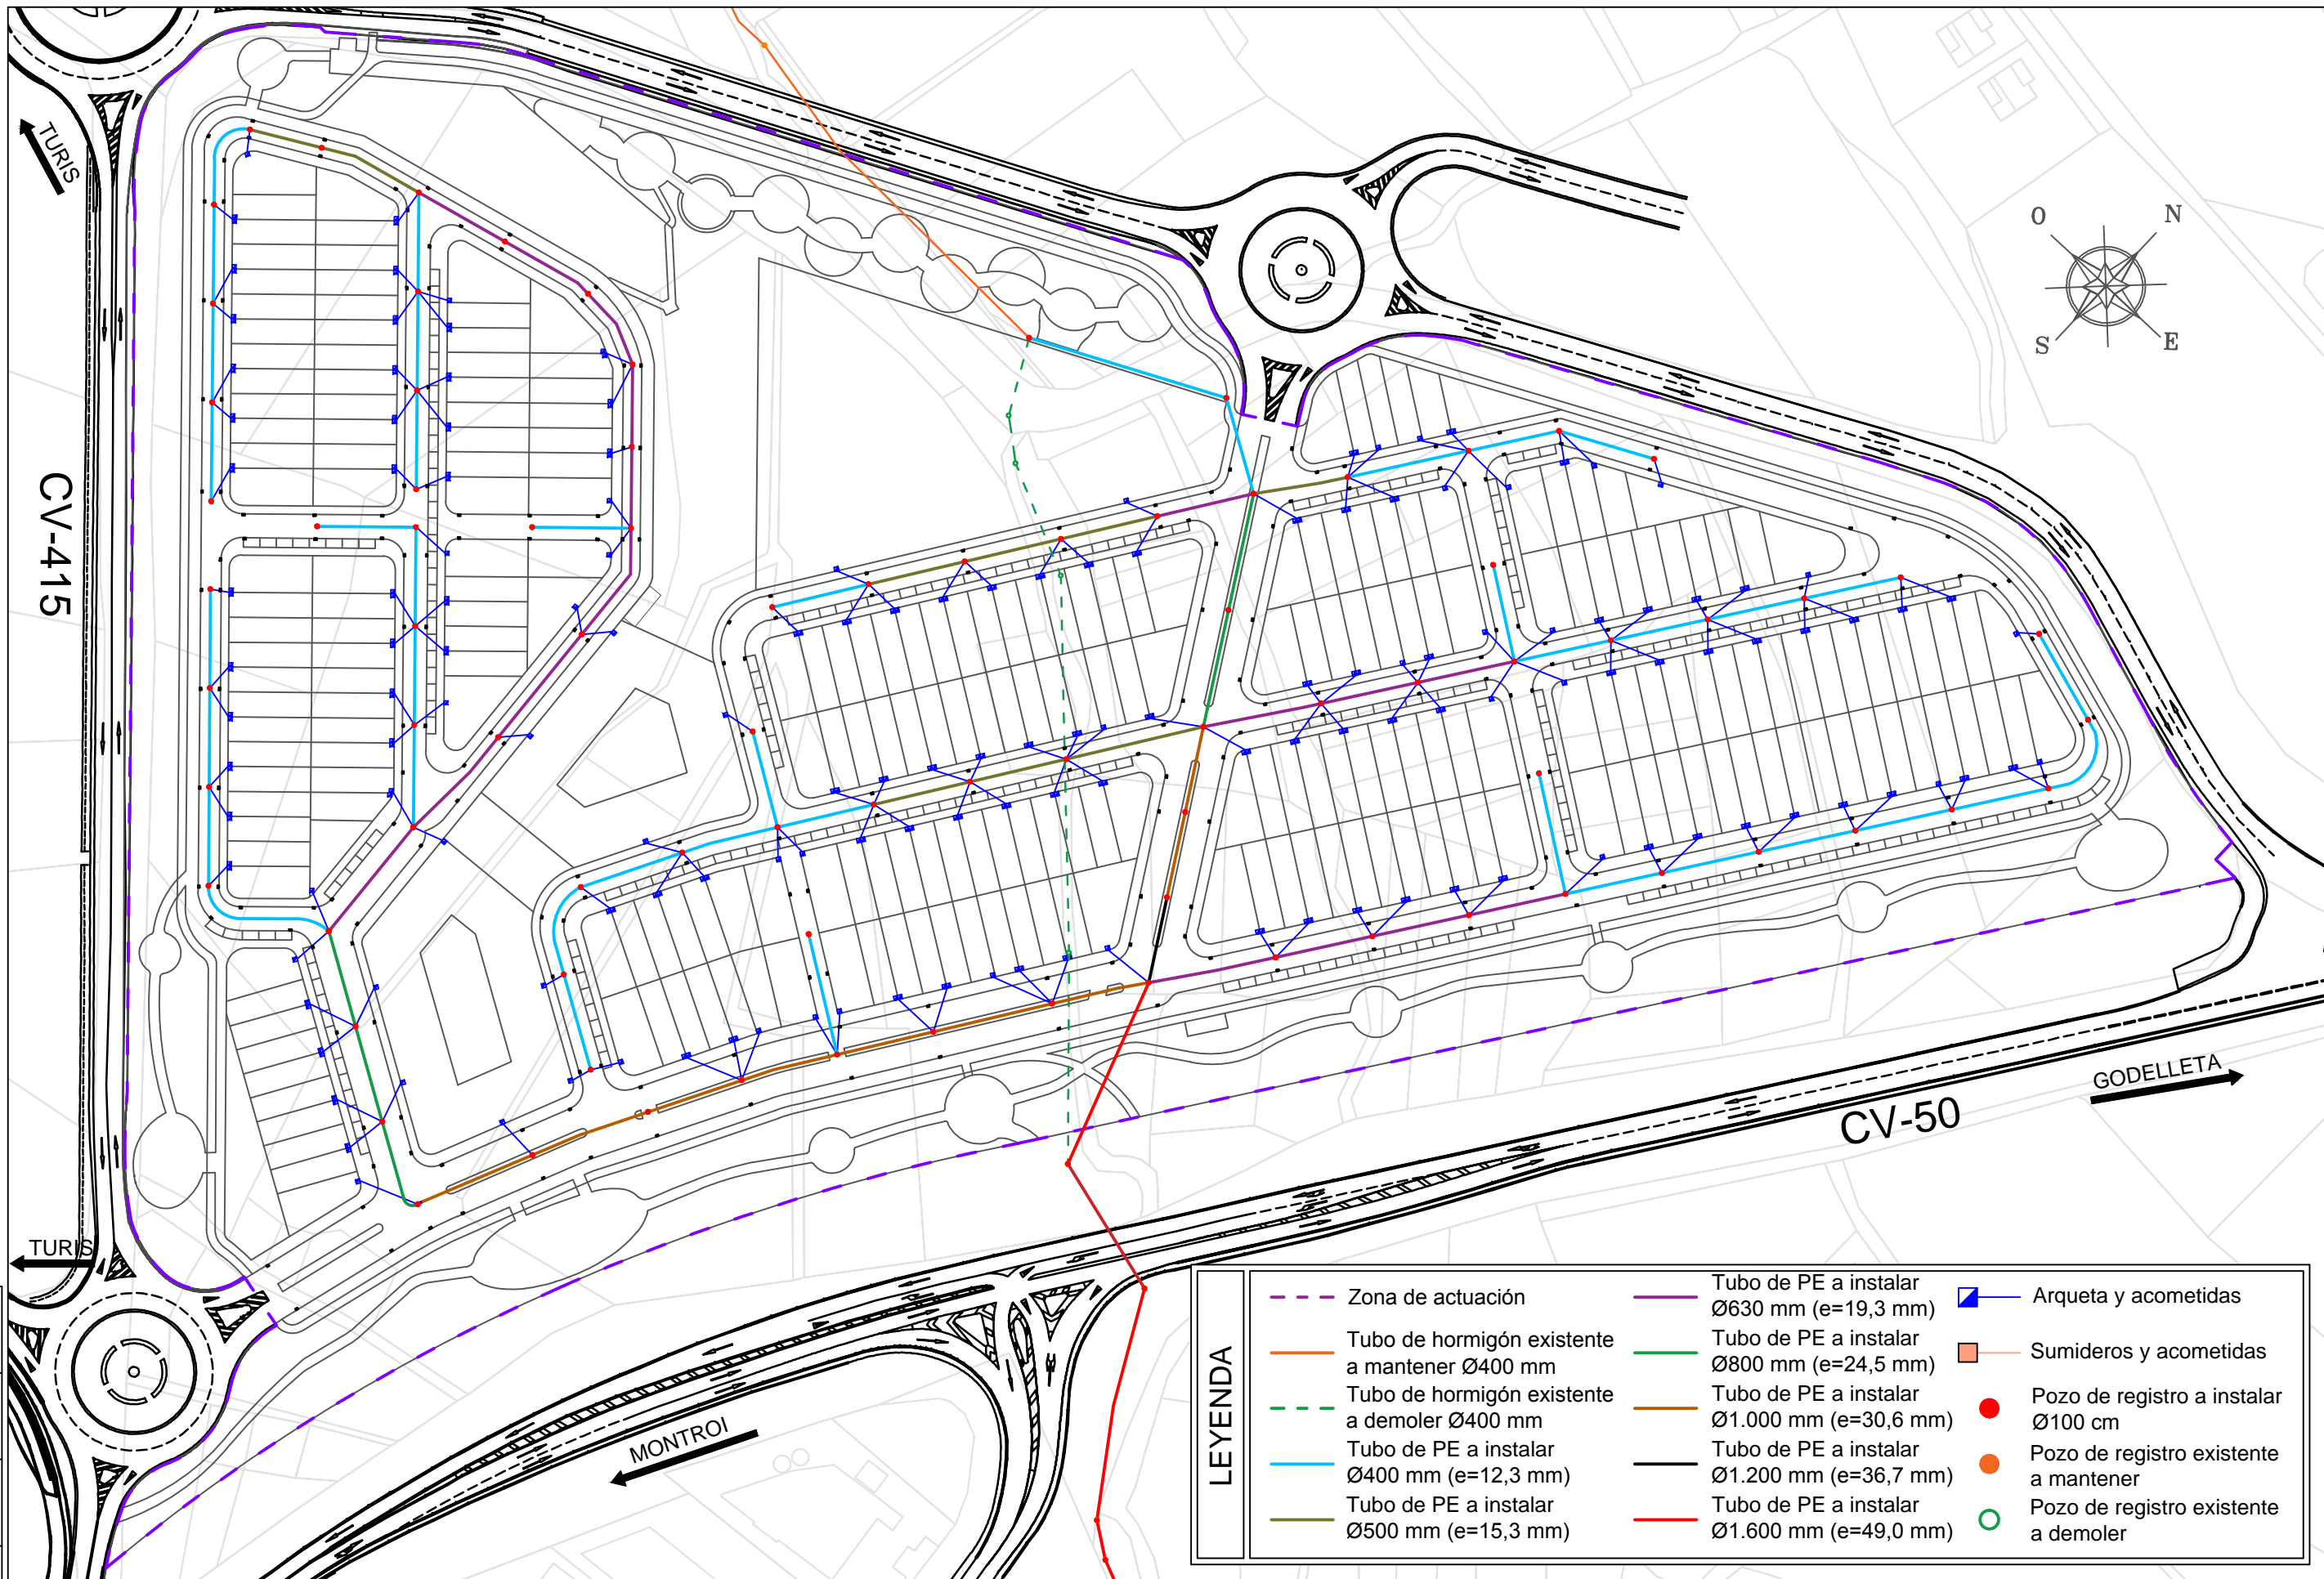 TURIS
O
N
S
E
CV-415
GODELLETA
CV-50
TURIS
MONTROI
LEYENDA
Zona de actuación
Tubo de hormigón existente
a mantener Ø400 mm
Tubo de hormigón existente
a demoler Ø400 mm
Tubo de PE a instalar
Ø400 mm (e=12,3 mm)
Tubo de PE a instalar
Ø500 mm (e=15,3 mm)
Tubo de PE a instalar
Ø630 mm (e=19,3 mm)
Tubo de PE a instalar
Ø800 mm (e=24,5 mm)
Tubo de PE a instalar
Ø1.000 mm (e=30,6 mm)
Tubo de PE a instalar
Ø1.200 mm (e=36,7 mm)
Tubo de PE a instalar
Ø1.600 mm (e=49,0 mm)
Arqueta y acometidas
Sumideros y acometidas
Pozo de registro a instalar
Ø100 cm
Pozo de registro existente
a mantener
Pozo de registro existente
a demoler